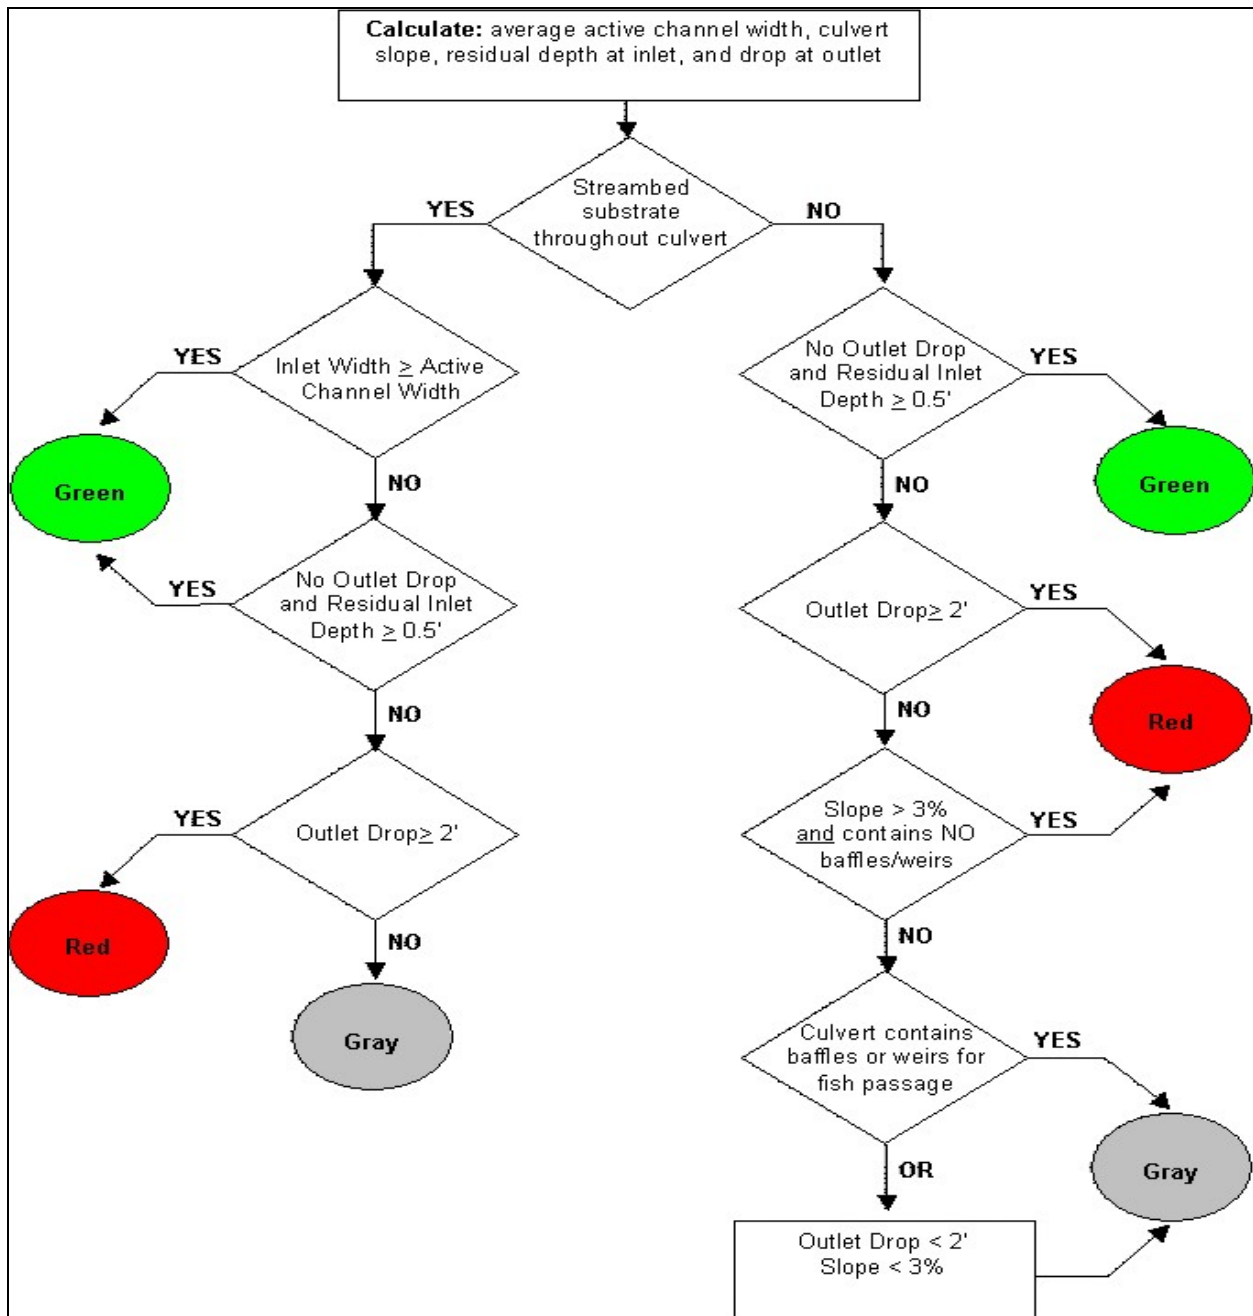 Calculate: average active channel width, culvert
slope, residual depth at inlet, and drop at outlet
Streambed
substrate
throughout culvert
YES
NO
Inlet Width ≥ Active
Channel Width
YES
NO
Green
No Outlet Drop
and Residual Inlet
Depth ≥ 0.5'
YES
NO
Outlet Drop≥ 2'
YES
NO
Red
Gray
No Outlet Drop
and Residual Inlet
Depth ≥ 0.5'
YES
NO
Green
Outlet Drop≥ 2'
YES
NO
Red
Slope > 3%
and contains NO
baffles/weirs
YES
NO
Culvert contains
baffles or weirs for
fish passage
YES
OR
Gray
Outlet Drop < 2'
Slope < 3%